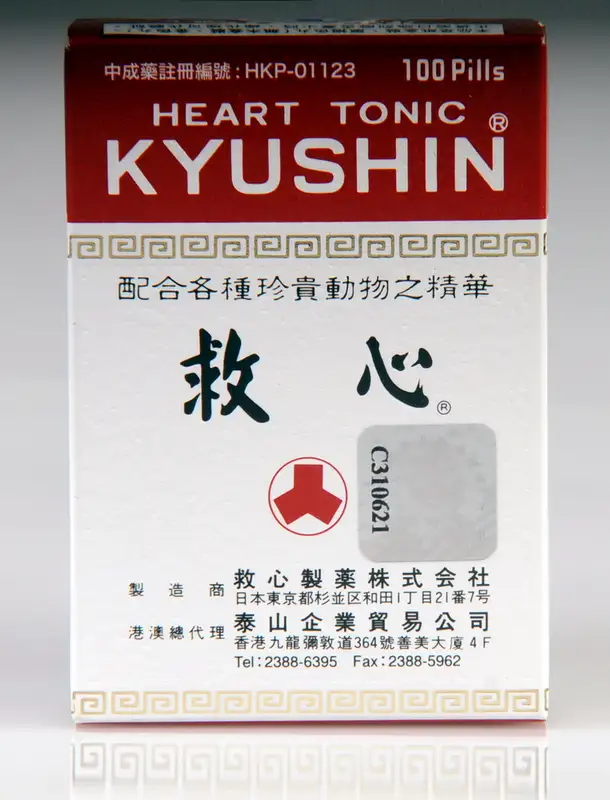 中成藥註冊編號:HKP-01123 100Pills
HEART TONIC
KYUSHIN®
配合各種珍貴動物之精華
救心®
C310621
製造商 救心製薬株式会社
日本東京都杉並区和田1丁目21番7号
港澳總代理 泰山企業貿易公司
香港九龍彌敦道364號善美大廈4F
Tel:2388-6395 Fax:2388-5962